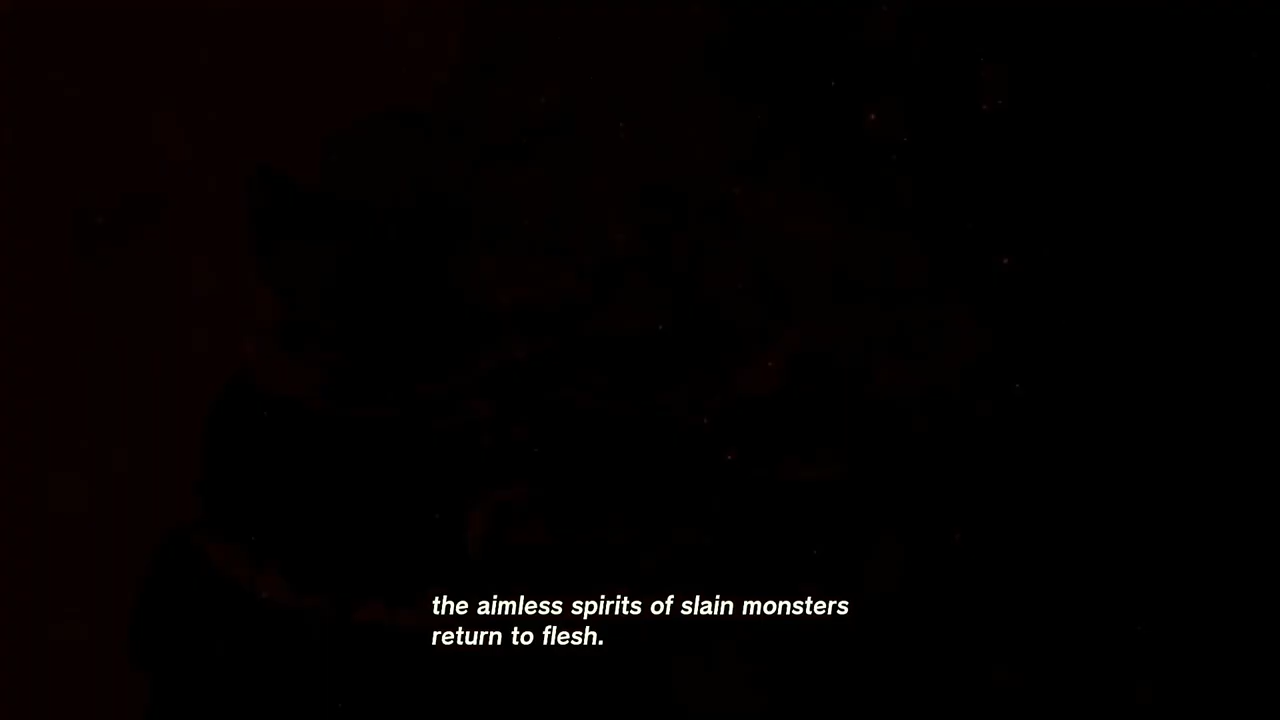 the aimless spirits of slain monsters
return to flesh.